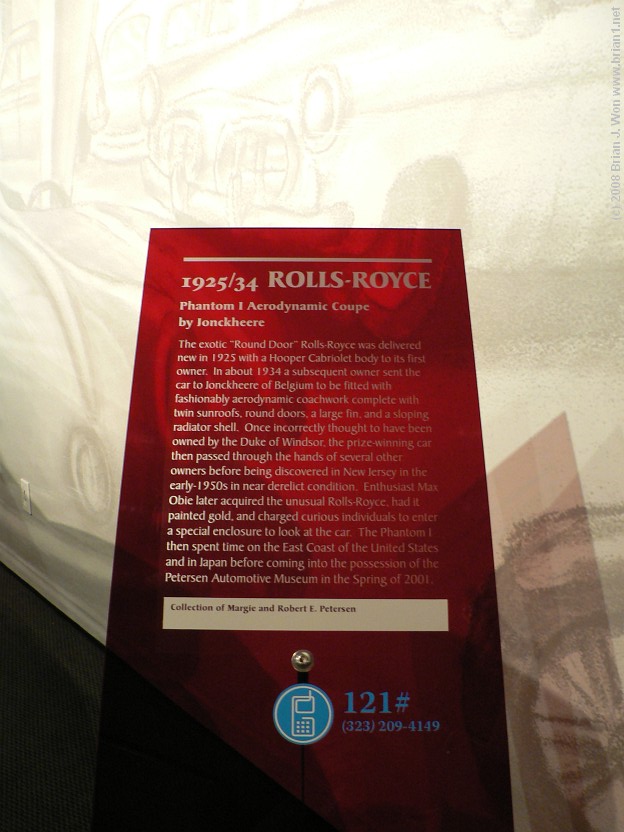 (c) 2008 Brian J. Won www.brian1.net
1925/34 ROLLS-ROYCE
Phantom I Aerodynamic Coupe
by Jonckheere
The exotic "Round Door" Rolls-Royce was delivered
new in 1925 with a Hooper Cabriolet body to its first
owner.  In about 1934 a subsequent owner sent the
car to Jonckheere of Belgium to be fitted with
fashionably aerodynamic coachwork complete with
twin sunroofs, round doors, a large fin, and a sloping
radiator shell.  Once incorrectly thought to have been
owned by the Duke of Windsor, the prize-winning car
then passed through the hands of several other
owners before being discovered in New Jersey in the
early-1950s in near derelict condition.  Enthusiast Max
Obie later acquired the unusual Rolls-Royce, had it
painted gold, and charged curious individuals to enter
a special enclosure to look at the car.  The Phantom I
then spent time on the East Coast of the United States
and in Japan before coming into the possession of the
Petersen Automotive Museum in the Spring of 2001.
Collection of Margie and Robert E. Petersen
121#
(323) 209-4149